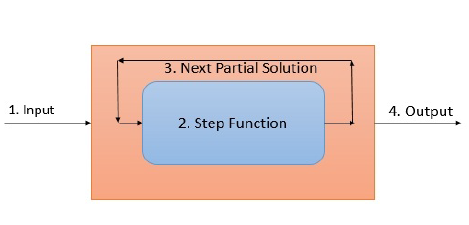 3. Next Partial Solution
1. Input
2. Step Function
4. Output